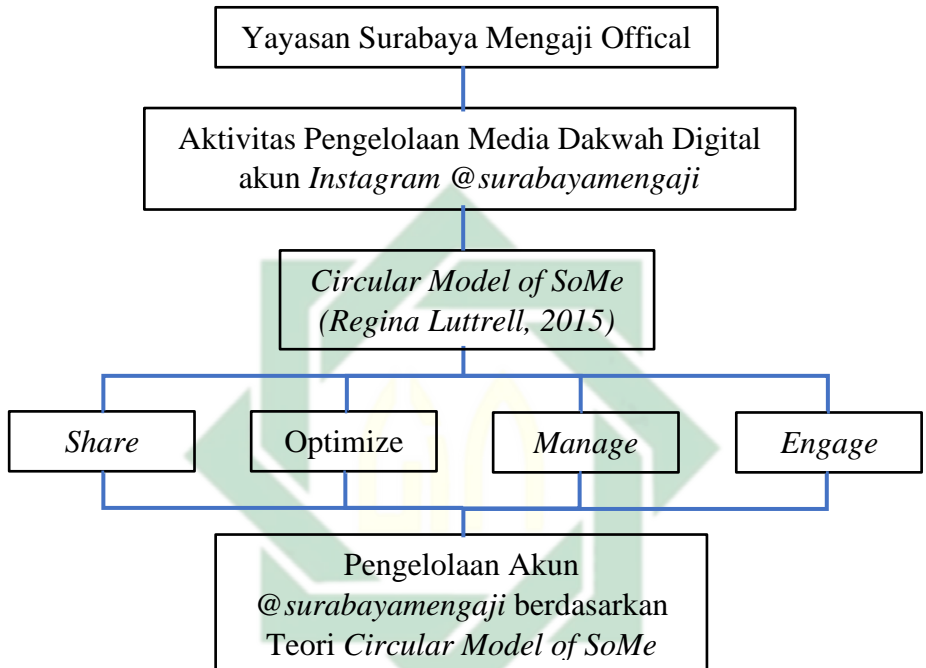 Yayasan Surabaya Mengaji Offical
Aktivitas Pengelolaan Media Dakwah Digital
akun Instagram @surabayamengaji
Circular Model of SoMe
(Regina Luttrell, 2015)
Share
Optimize
Manage
Engage
Pengelolaan Akun
@surabayamengaji berdasarkan
Teori Circular Model of SoMe